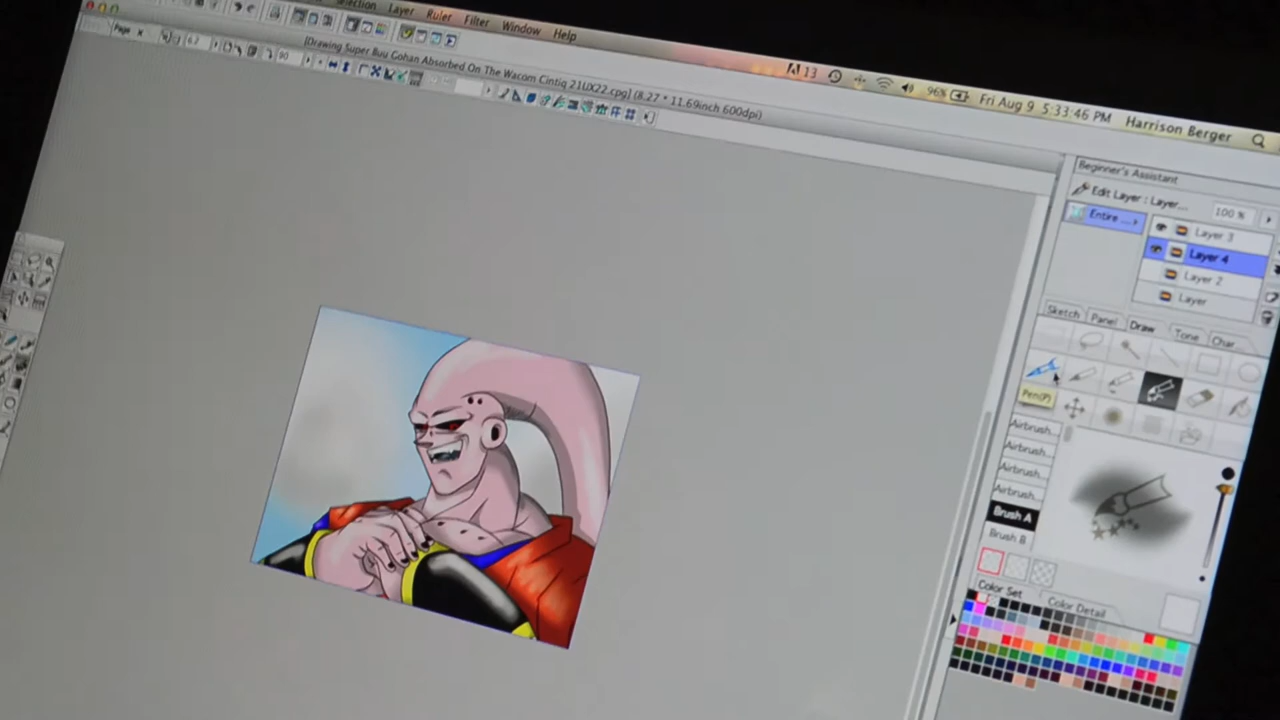 Layer Ruler Filter Window Help
13 96% Fri Aug 9 5:33:46 PM Harrison Berger
Page
[Drawing Super Buu Gohan Absorbed On The Wacom Cintiq 21UX22.cpg] (8.27 * 11.69inch 600dpi)
90
Beginner's Assistant
Edit Layer : Layer...
100 %
Entire ...
Layer 3
Layer 4
Layer 2
Layer
Sketch Panel Draw Tone Char
Pen(P)
Airbrush...
Airbrush...
Airbrush...
Airbrush...
Brush A
Brush B
Color Set Color Detail